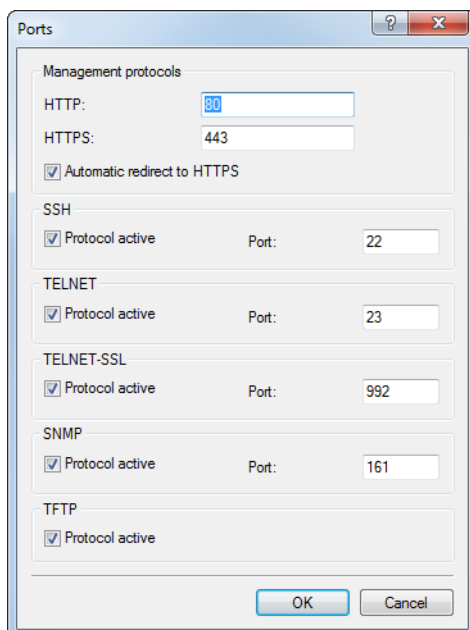 Ports
?
Management protocols
HTTP: 80
HTTPS: 443
Automatic redirect to HTTPS
SSH
Protocol active Port: 22
TELNET
Protocol active Port: 23
TELNET-SSL
Protocol active Port: 992
SNMP
Protocol active Port: 161
TFTP
Protocol active
OK Cancel